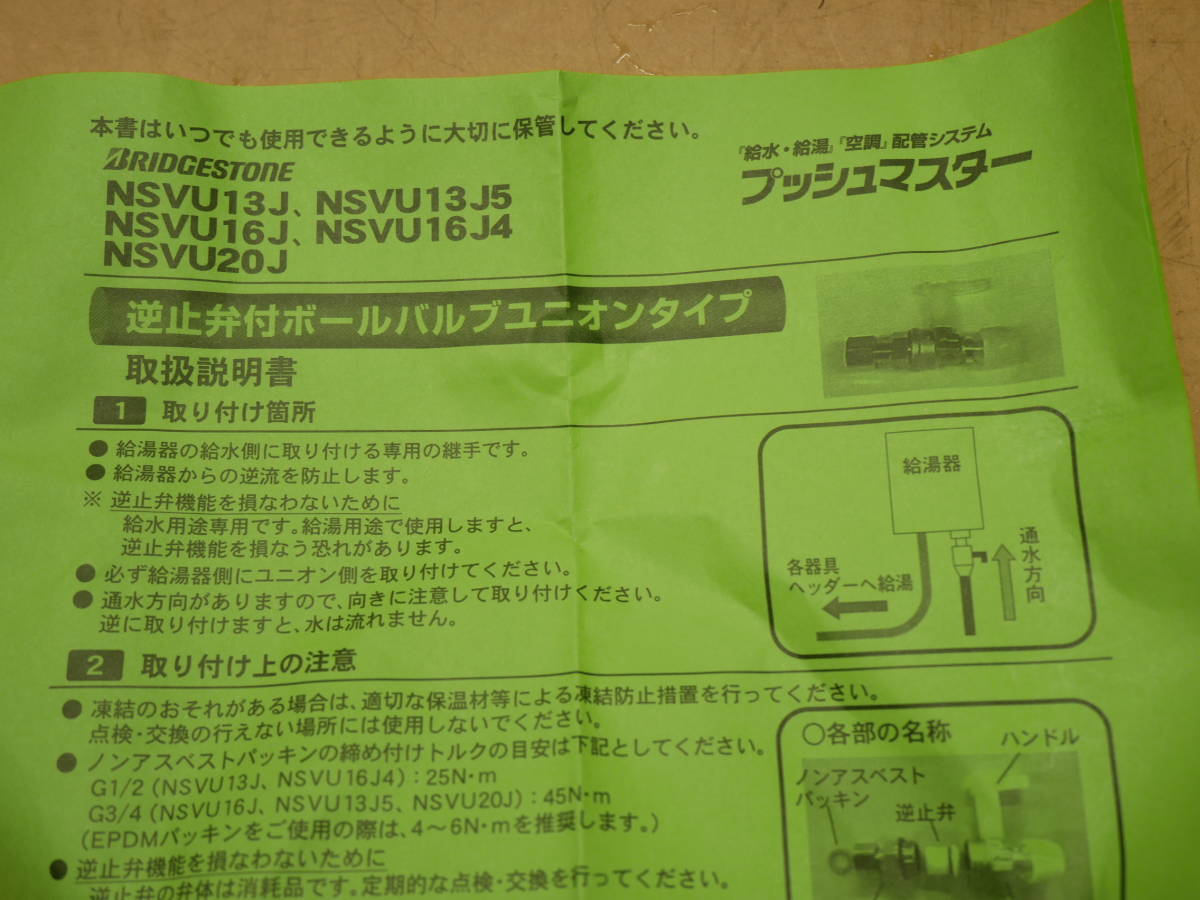 本書はいつでも使用できるように大切に保管してください。
BRIDGESTONE
NSVU13J、NSVU13J5
NSVU16J、NSVU16J4
NSVU20J
『給水・給湯』『空調』配管システム
プッシュマスター
逆止弁付ボールバルブユニオンタイプ
取扱説明書
1 取り付け箇所
● 給湯器の給水側に取り付ける専用の継手です。
● 給湯器からの逆流を防止します。
※ 逆止弁機能を損なわないために
給水用途専用です。給湯用途で使用しますと、
逆止弁機能を損なう恐れがあります。
● 必ず給湯器側にユニオン側を取り付けてください。
● 通水方向がありますので、向きに注意して取り付けください。
逆に取り付けますと、水は流れません。
給湯器
各器具
ヘッダーへ給湯
通水方向
2 取り付け上の注意
● 凍結のおそれがある場合は、適切な保温材等による凍結防止措置を行ってください。
点検・交換の行えない場所には使用しないでください。
● ノンアスベストパッキンの締め付けトルクの目安は下記としてください。
G1/2 (NSVU13J、NSVU16J4) : 25N・m
G3/4 (NSVU16J、NSVU13J5、NSVU20J) : 45N・m
(EPDMパッキンをご使用の際は、4～6N・mを推奨します。)
● 逆止弁機能を損なわないために
逆止弁の弁体は消耗品です。定期的な点検・交換を行ってください。
○各部の名称
ハンドル
ノンアスベスト
パッキン
逆止弁